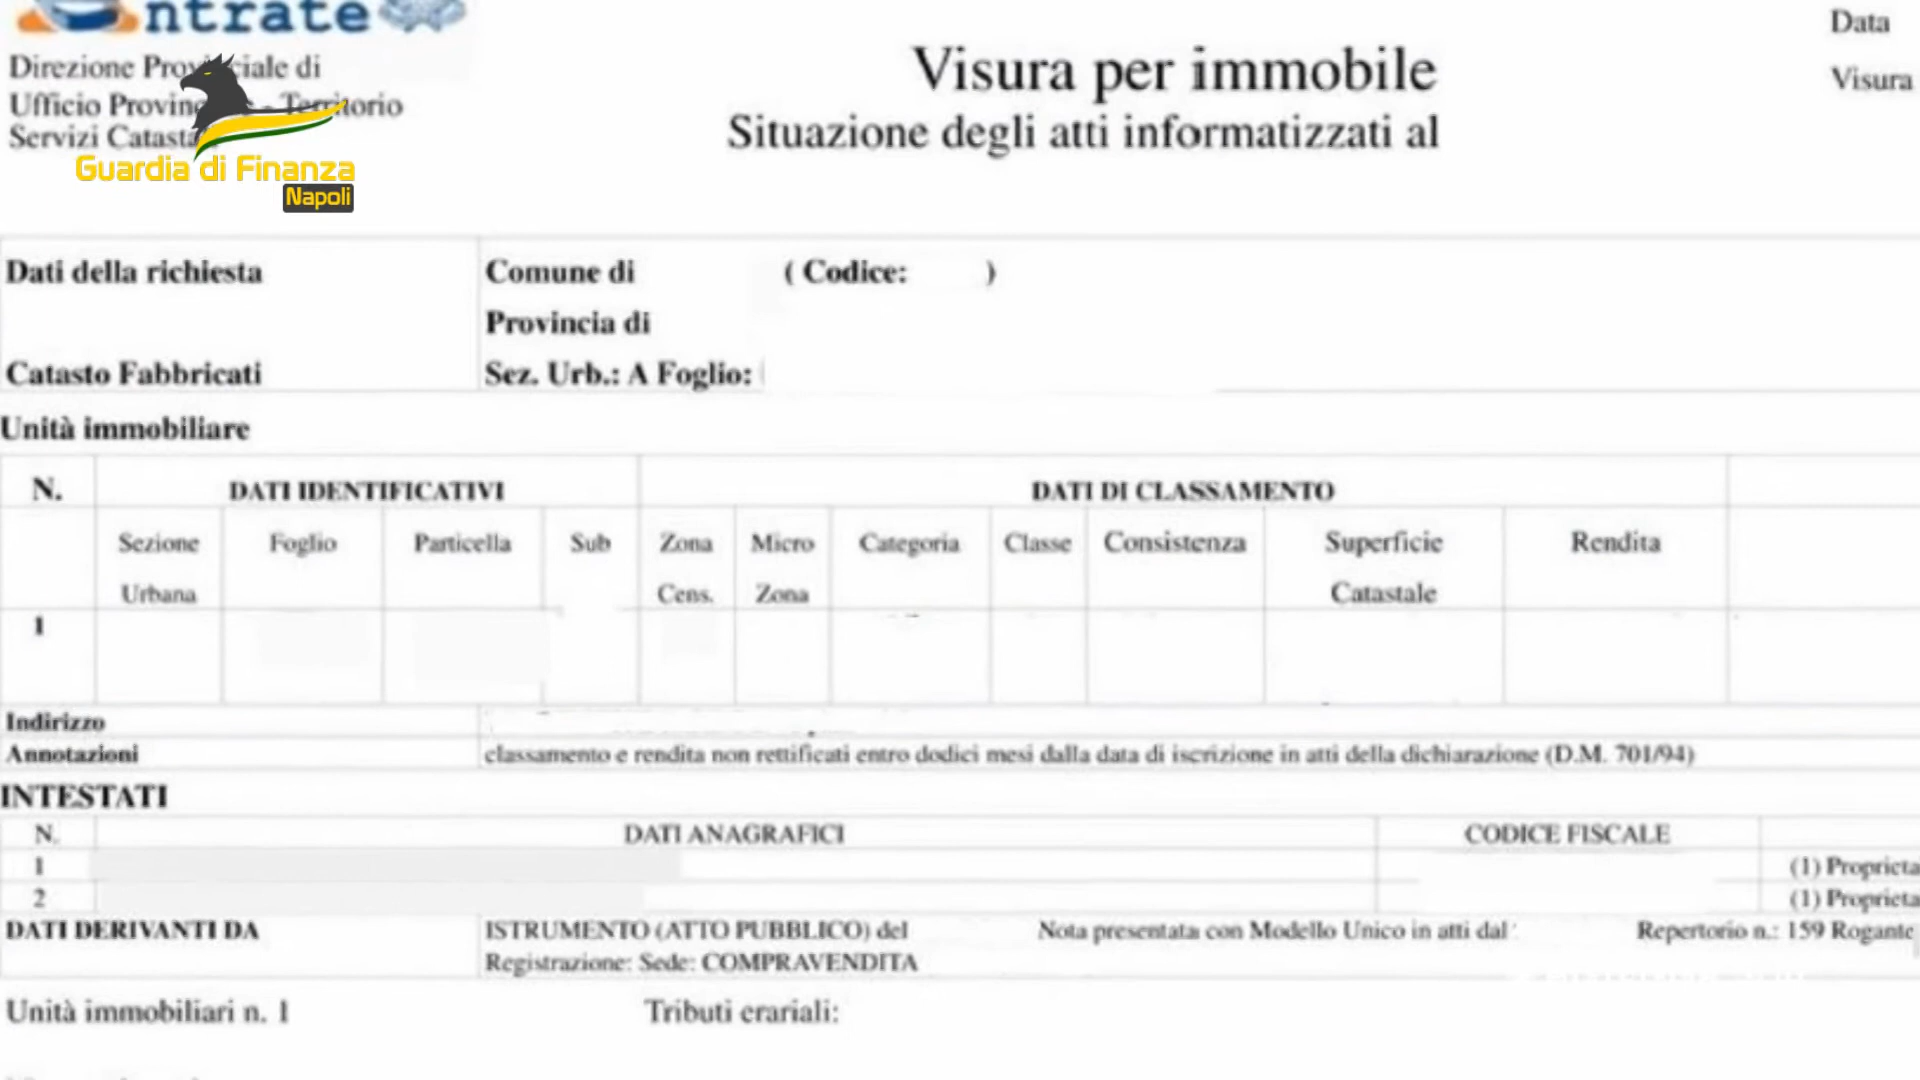 ntrate
Data
Direzione Provinciale di
Visura per immobile
Visura
Ufficio Provinciale - Territorio
Situazione degli atti informatizzati al
Servizi Catastali
Guardia di Finanza
Napoli
Dati della richiesta
Comune di ( Codice: )
Provincia di
Catasto Fabbricati
Sez. Urb.: A Foglio:
Unità immobiliare
N. DATI IDENTIFICATIVI DATI DI CLASSAMENTO
Sezione Foglio Particella Sub Zona Micro Categoria Classe Consistenza Superficie Rendita
Urbana Cens. Zona Catastale
1
Indirizzo
Annotazioni classamento e rendita non rettificati entro dodici mesi dalla data di iscrizione in atti della dichiarazione (D.M. 701/94)
INTESTATI
N. DATI ANAGRAFICI CODICE FISCALE
1 (1) Proprieta
2 (1) Proprieta
DATI DERIVANTI DA ISTRUMENTO (ATTO PUBBLICO) del Nota presentata con Modello Unico in atti dal Repertorio n.: 159 Rogante
Registrazione: Sede: COMPRAVENDITA
Unità immobiliari n. 1 Tributi erariali: